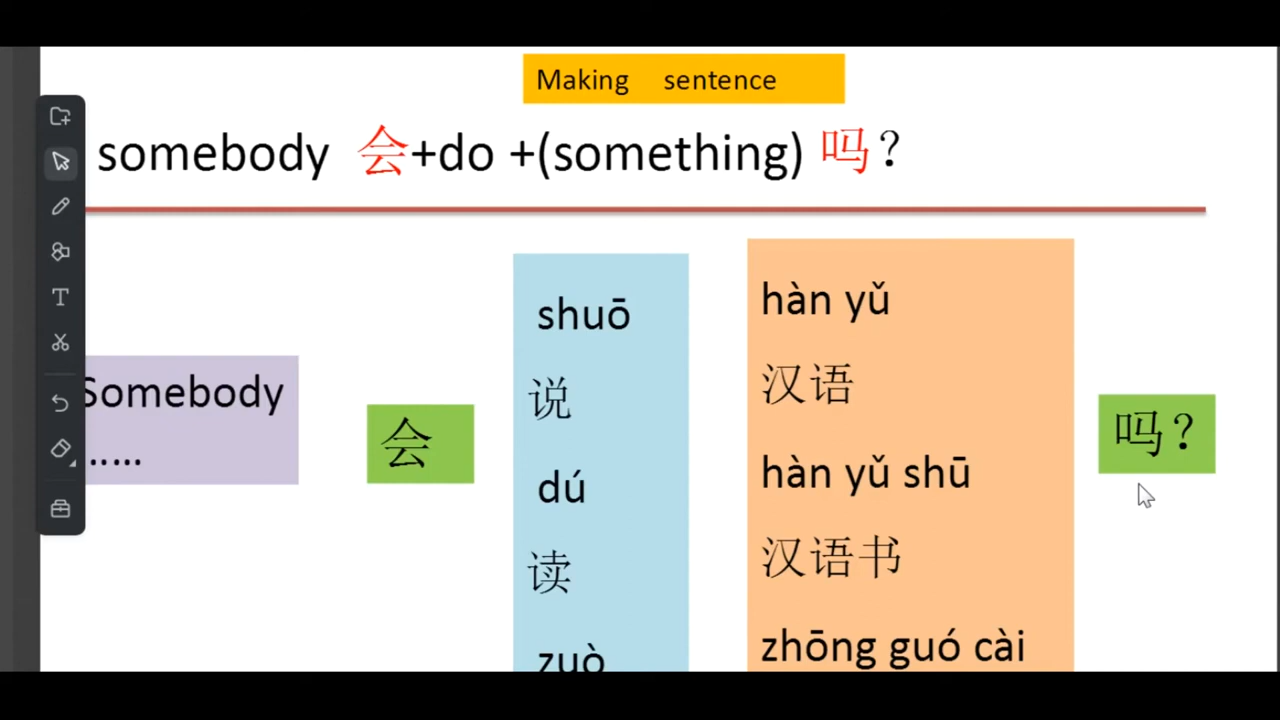 Making sentence
somebody 会+do +(something) 吗?
Somebody
......
会
shuō
说
dú
读
zuò
hàn yǔ
汉语
hàn yǔ shū
汉语书
zhōng guó cài
吗?
T